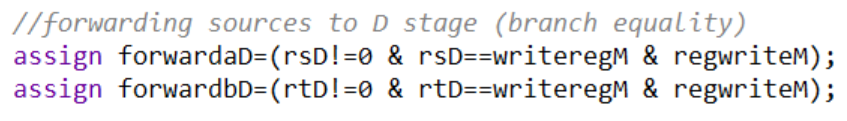 //forwarding sources to D stage (branch equality)
assign forwardaD=(rsD!=0 & rsD==writeregM & regwriteM);
assign forwardbD=(rtD!=0 & rtD==writeregM & regwriteM);